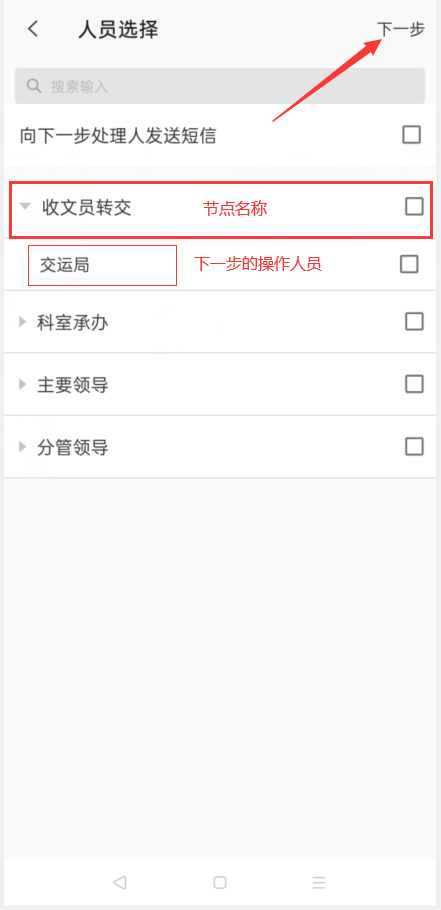 人员选择 下一步
搜索输入
向下一步处理人发送短信
收文员转交 节点名称
交运局 下一步的操作人员
科室承办
主要领导
分管领导